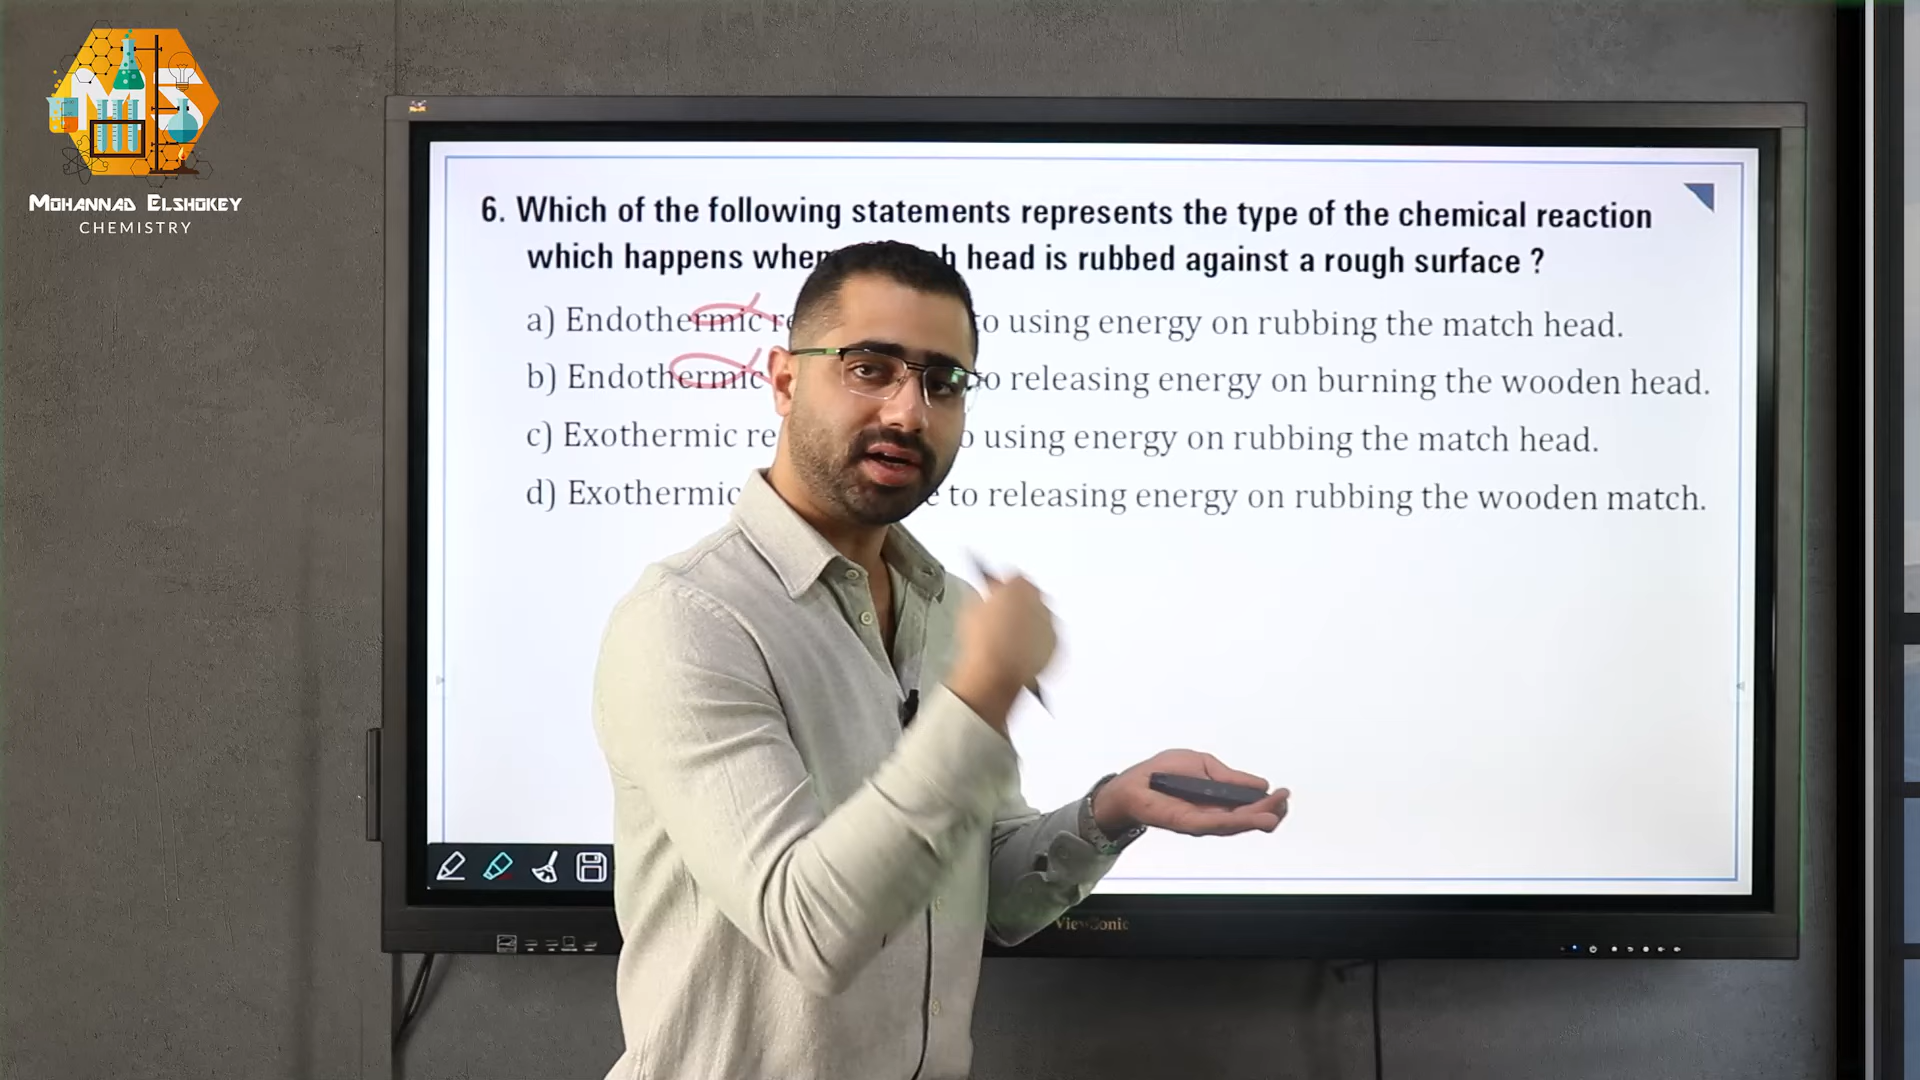 MS
MOHANNAD ELSHOKEY
CHEMISTRY
6. Which of the following statements represents the type of the chemical reaction
which happens when head is rubbed against a rough surface ?
a) Endothermic to using energy on rubbing the match head.
b) Endothermic to releasing energy on burning the wooden head.
c) Exothermic using energy on rubbing the match head.
d) Exothermic to releasing energy on rubbing the wooden match.
ViewSonic